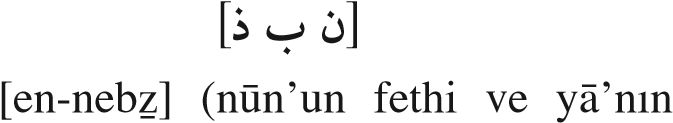 [ن ب ذ]
[en-nebẕ] (nūn’un fethi ve yā’nın